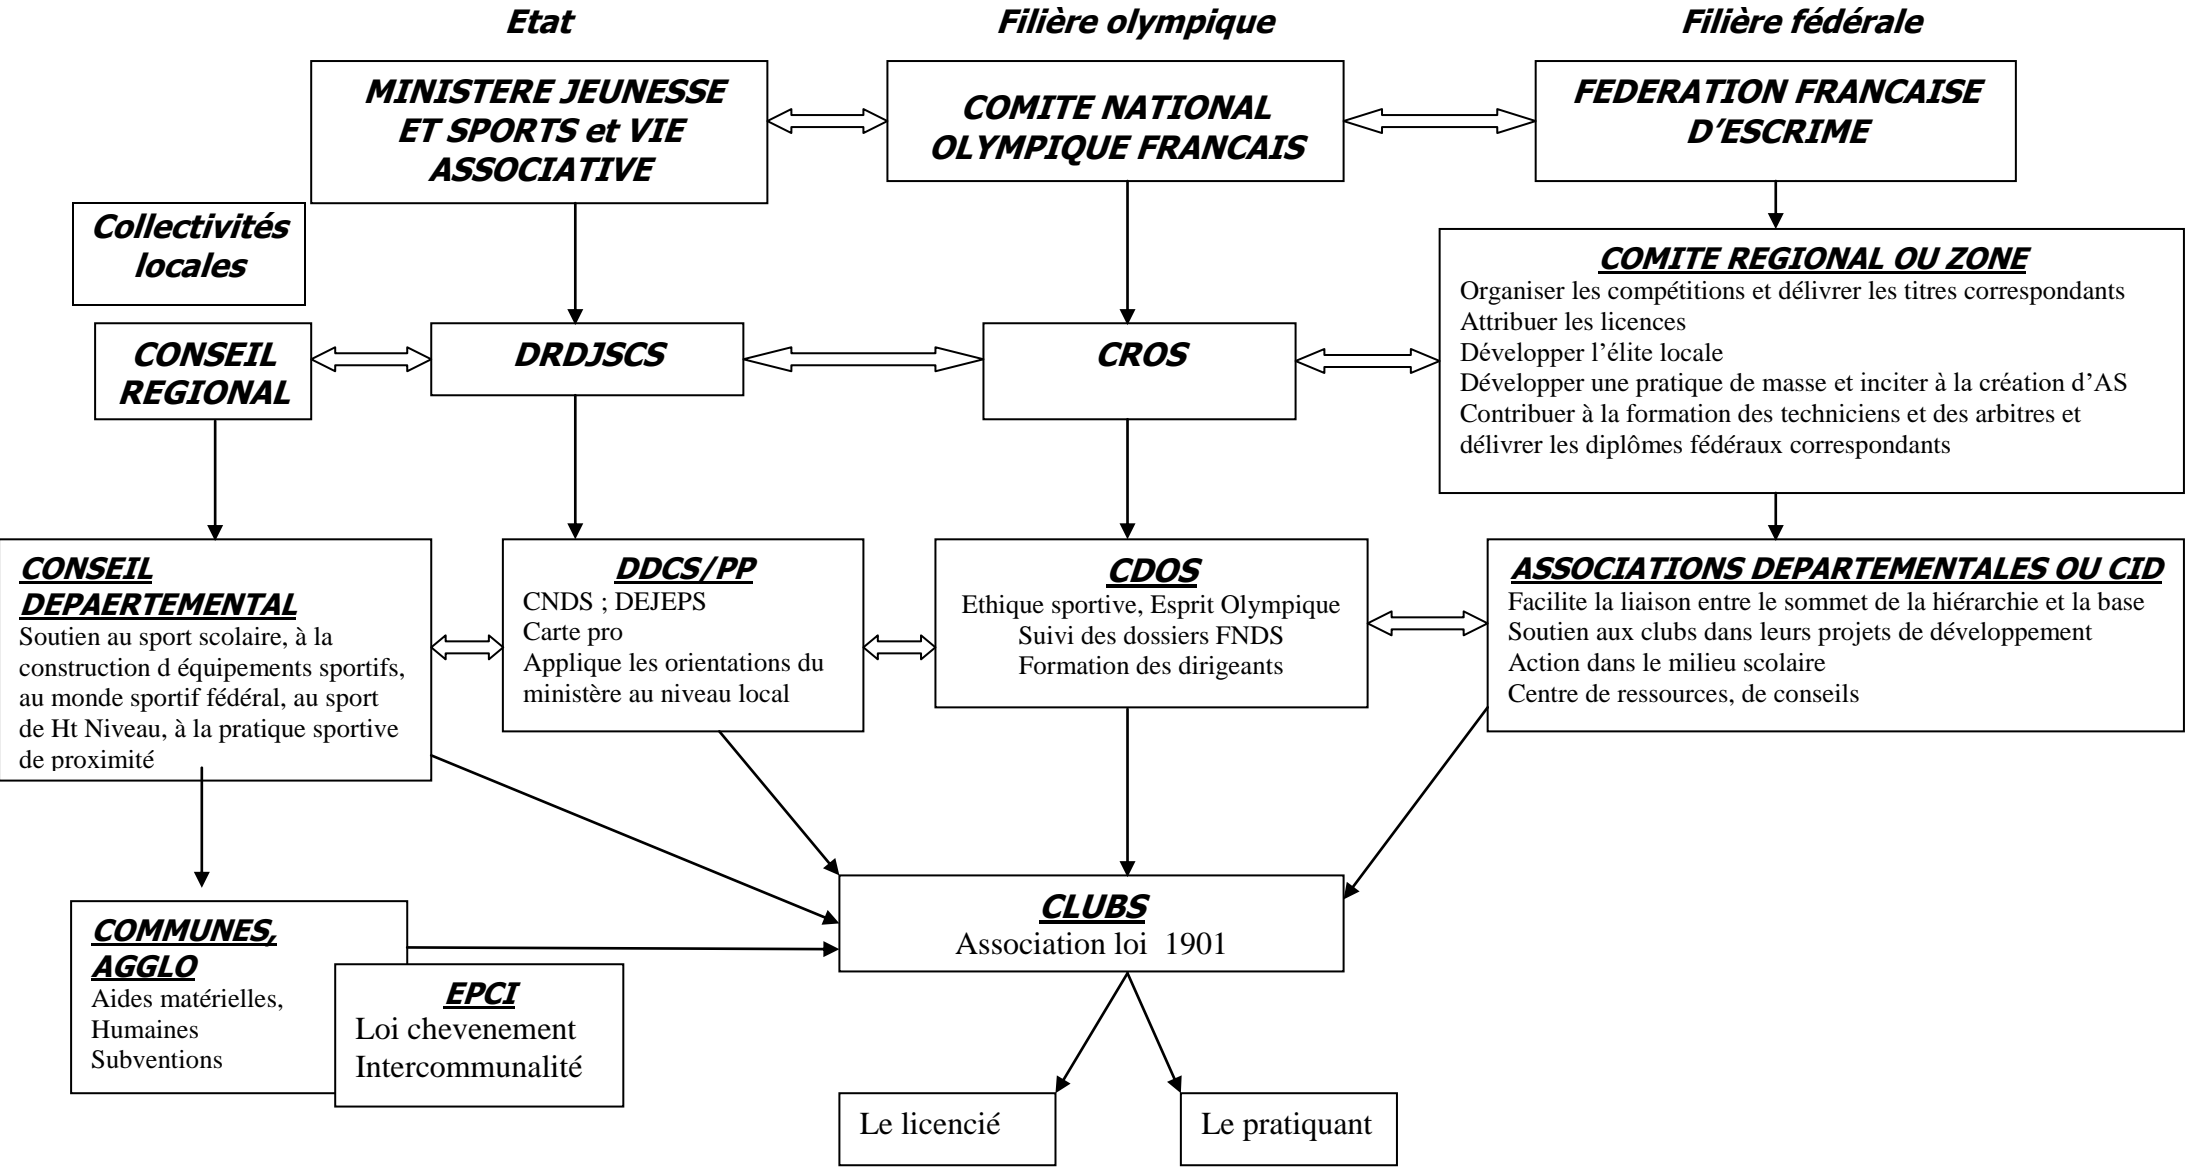 Etat
Filière olympique
Filière fédérale
MINISTERE JEUNESSE
ET SPORTS et VIE
ASSOCIATIVE
COMITE NATIONAL
OLYMPIQUE FRANCAIS
FEDERATION FRANCAISE
D’ESCRIME
Collectivités
locales
CONSEIL
REGIONAL
DRDJSCS
CROS
COMITE REGIONAL OU ZONE
Organiser les compétitions et délivrer les titres correspondants
Attribuer les licences
Développer l’élite locale
Développer une pratique de masse et inciter à la création d’AS
Contribuer à la formation des techniciens et des arbitres et
délivrer les diplômes fédéraux correspondants
CONSEIL
DEPAERTEMENTAL
Soutien au sport scolaire, à la
construction d équipements sportifs,
au monde sportif fédéral, au sport
de Ht Niveau, à la pratique sportive
de proximité
DDCS/PP
CNDS ; DEJEPS
Carte pro
Applique les orientations du
ministère au niveau local
CDOS
Ethique sportive, Esprit Olympique
Suivi des dossiers FNDS
Formation des dirigeants
ASSOCIATIONS DEPARTEMENTALES OU CID
Facilite la liaison entre le sommet de la hiérarchie et la base
Soutien aux clubs dans leurs projets de développement
Action dans le milieu scolaire
Centre de ressources, de conseils
COMMUNES,
AGGLO
Aides matérielles,
Humaines
Subventions
EPCI
Loi chevenement
Intercommunalité
CLUBS
Association loi 1901
Le licencié
Le pratiquant